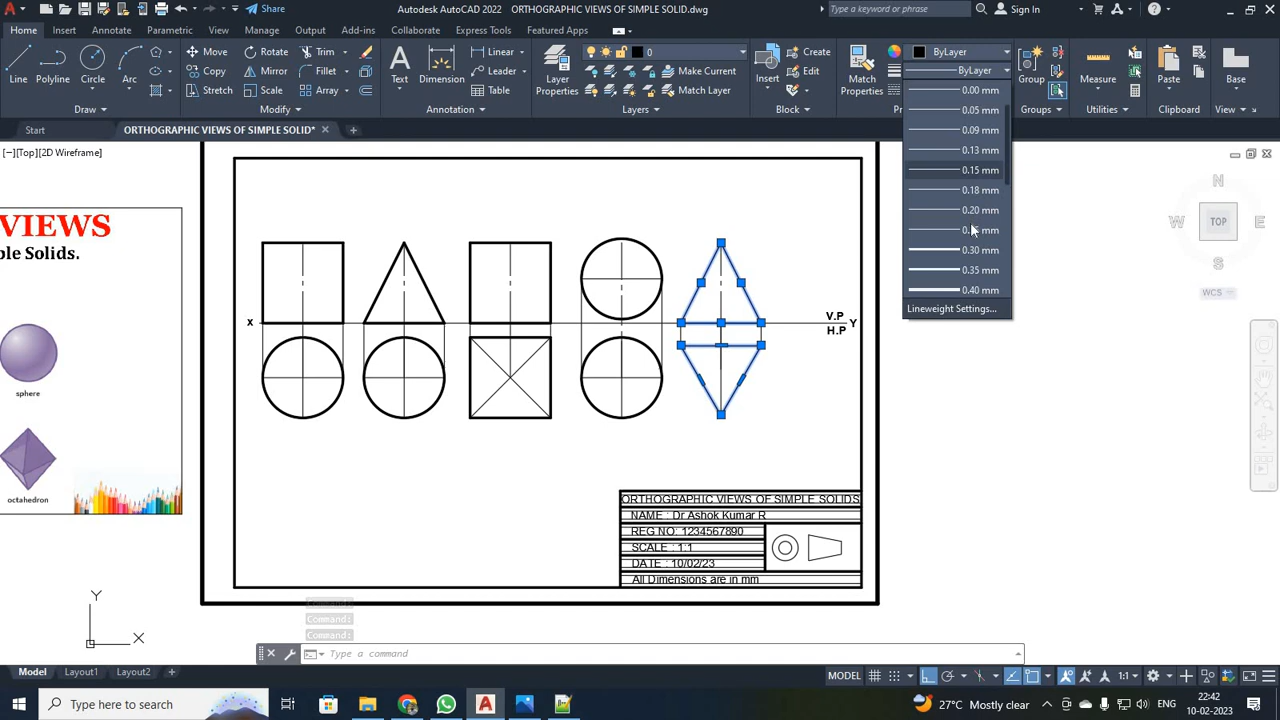 Share
Autodesk AutoCAD 2022 ORTHOGRAPHIC VIEWS OF SIMPLE SOLID.dwg
Type a keyword or phrase
Sign In
Home Insert Annotate Parametric View Manage Output Add-ins Collaborate Express Tools Featured Apps
Line Polyline Circle Arc
Move Rotate Trim
Copy Mirror Fillet
Stretch Scale Array
Text Dimension
Linear
Leader
Table
Layer Properties
0
Make Current
Match Layer
Insert
Create
Edit
Match Properties
ByLayer
ByLayer
Group
Measure
Paste
Base
Draw Modify Annotation Layers Block Groups Utilities Clipboard View
0.00 mm
0.05 mm
0.09 mm
0.13 mm
0.15 mm
0.18 mm
0.20 mm
0.30 mm
0.35 mm
0.40 mm
Lineweight Settings...
Start
ORTHOGRAPHIC VIEWS OF SIMPLE SOLID*
[−][Top][2D Wireframe]
VIEWS
ple Solids.
sphere
octahedron
N
W TOP E
S
WCS
X
V.P
Y
H.P
ORTHOGRAPHIC VIEWS OF SIMPLE SOLIDS
NAME : Dr Ashok Kumar R
REG NO: 1234567890
SCALE : 1:1
DATE : 10/02/23
All Dimensions are in mm
Y
X
Command:
Command:
Command:
Type a command
Model Layout1 Layout2
MODEL
1:1
Type here to search
27°C Mostly clear
ENG
22:42
10-02-2023